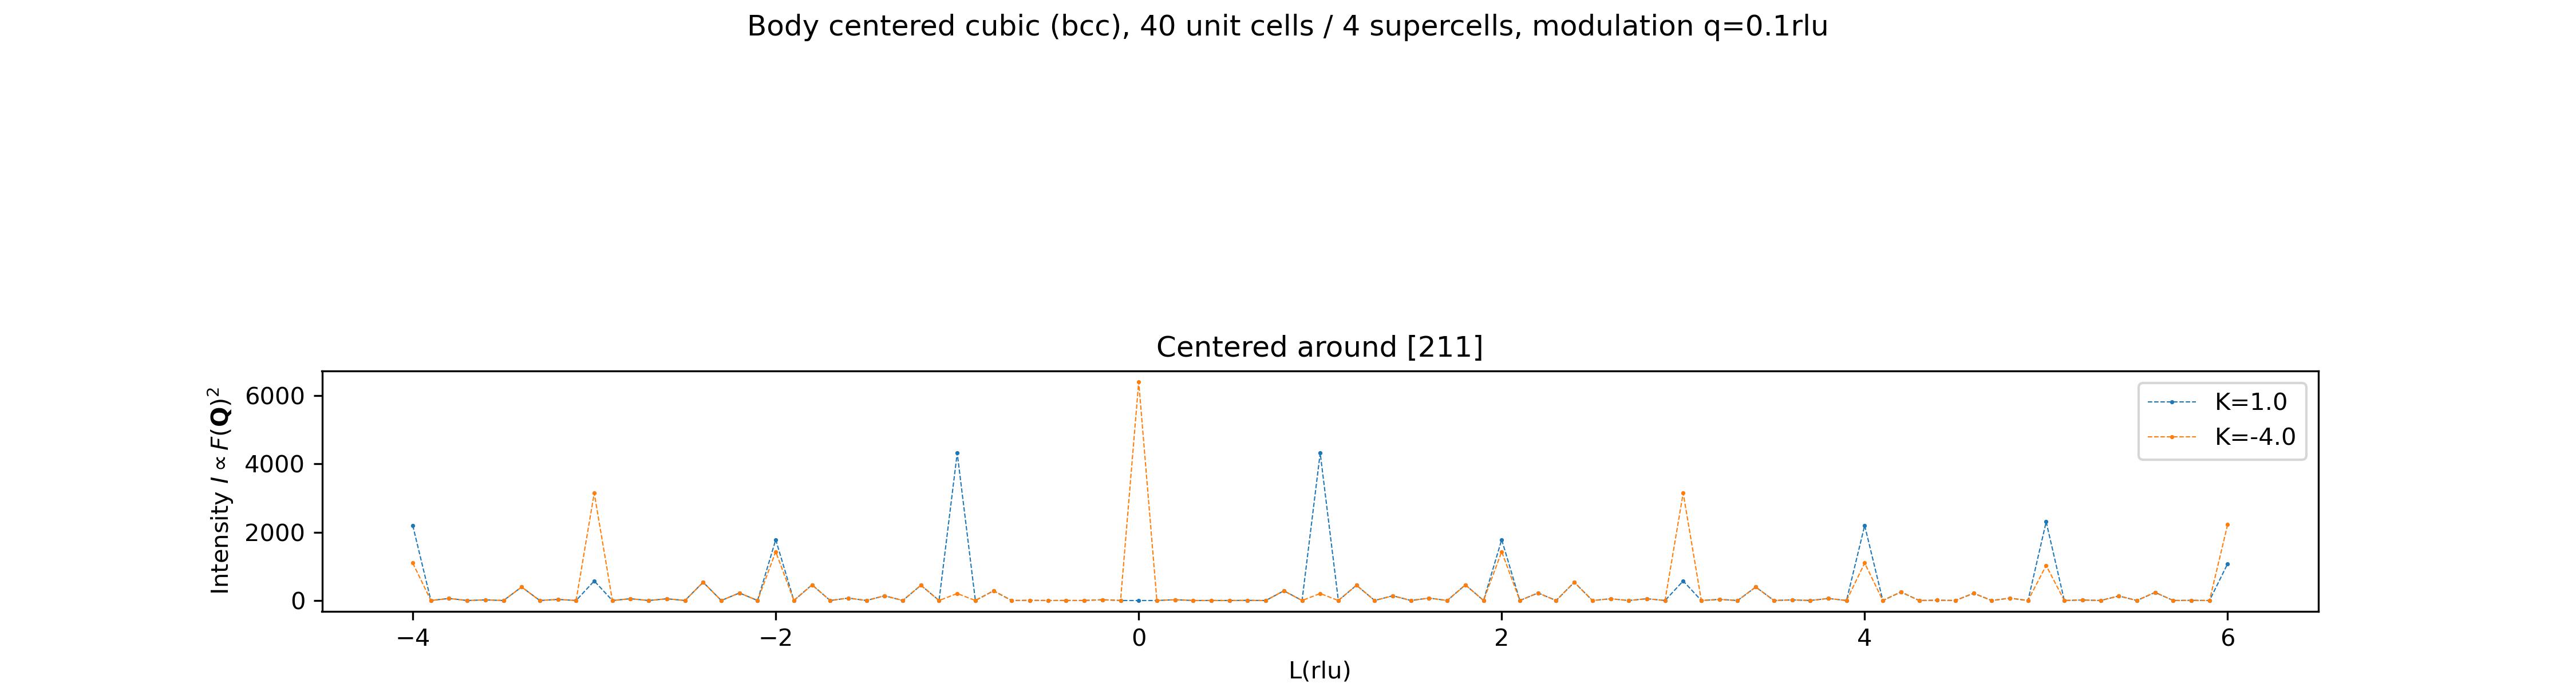 Body centered cubic (bcc), 40 unit cells / 4 supercells, modulation q=0.1rlu
Centered around [211]
Intensity I ∝ F(Q)²
6000
4000
2000
0
K=1.0
K=-4.0
−4
−2
0
2
4
6
L(rlu)